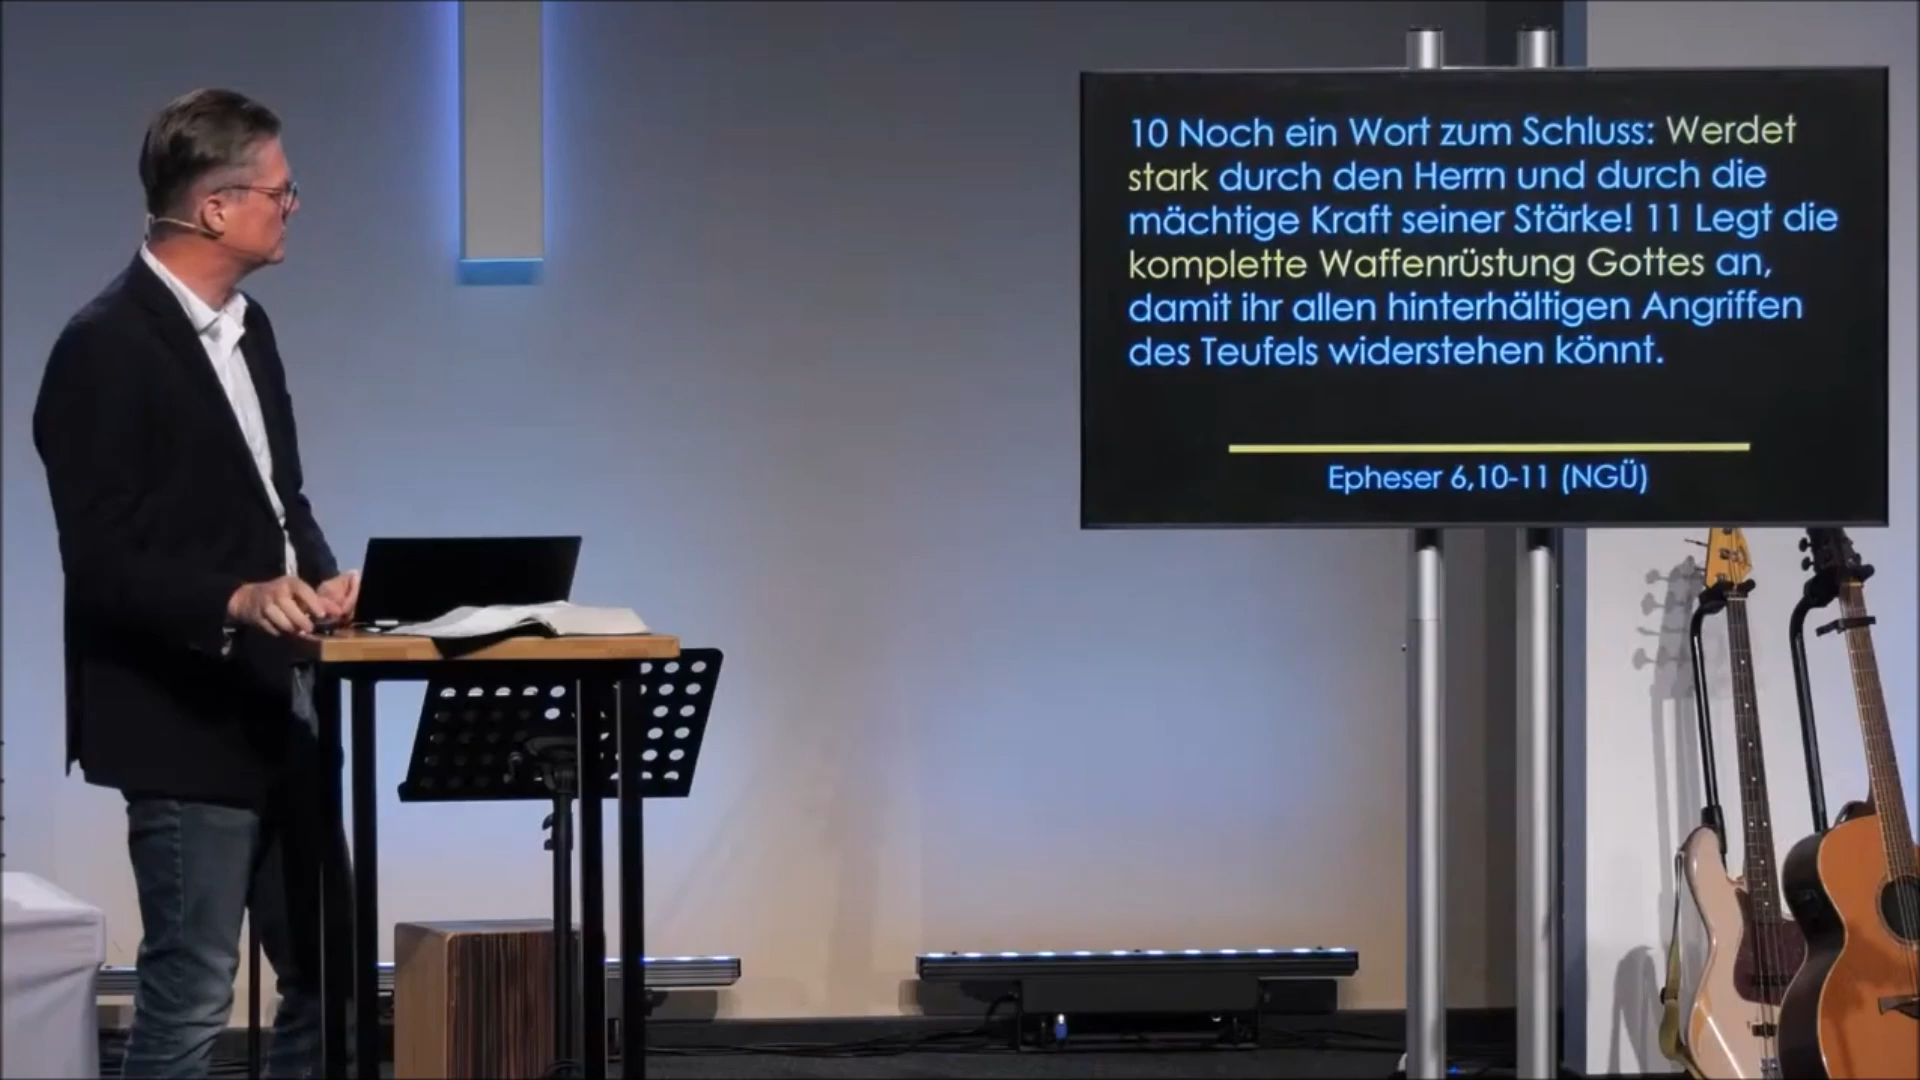 10 Noch ein Wort zum Schluss: Werdet
stark durch den Herrn und durch die
mächtige Kraft seiner Stärke! 11 Legt die
komplette Waffenrüstung Gottes an,
damit ihr allen hinterhältigen Angriffen
des Teufels widerstehen könnt.
Epheser 6,10-11 (NGÜ)